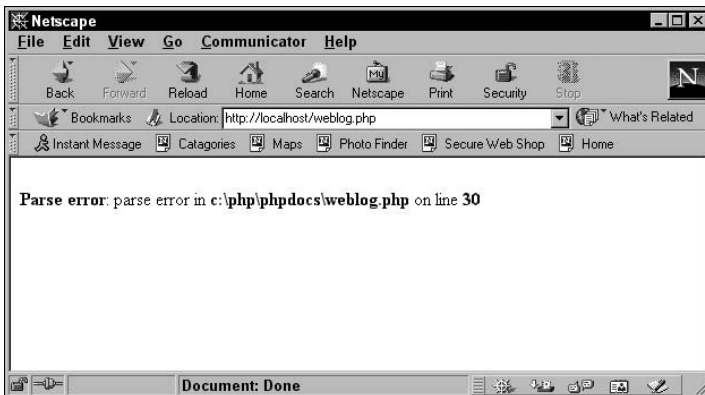 Netscape
File Edit View Go Communicator Help
Back Forward Reload Home Search Netscape Print Security Stop
My
N
Bookmarks Location: http://localhost/weblog.php What's Related
Instant Message Catagories Maps Photo Finder Secure Web Shop Home
Parse error: parse error in c:\php\phpdocs\weblog.php on line 30
Document: Done